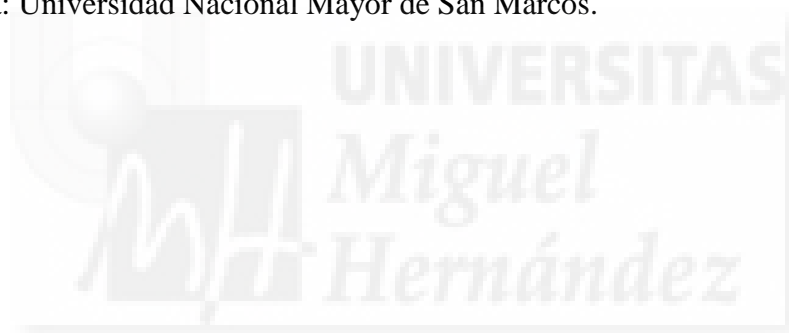 : Universidad Nacional Mayor de San Marcos.
UNIVERSITAS
Miguel
Hernández